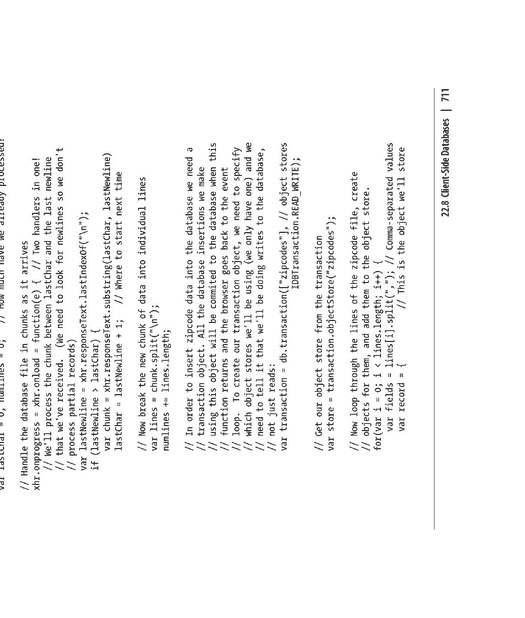 var lastChar = 0, numlines = 0;   // How much have we already processed?
// Handle the database file in chunks as it arrives
xhr.onprogress = xhr.onload = function(e) {  // Two handlers in one!
// We'll process the chunk between lastChar and the last newline
// that we've received.  (We need to look for newlines so we don't
// process partial records)
var lastNewline = xhr.responseText.lastIndexOf("\n");
if (lastNewline > lastChar) {
var chunk = xhr.responseText.substring(lastChar, lastNewline)
lastChar = lastNewline + 1;   // Where to start next time
// Now break the new chunk of data into individual lines
var lines = chunk.split("\n");
numlines += lines.length;
// In order to insert zipcode data into the database we need a
// transaction object. All the database insertions we make
// using this object will be commited to the database when this
// function returns and the browser goes back to the event
// loop.  To create our transaction object, we need to specify
// which object stores we'll be using (we only have one) and we
// need to tell it that we'll be doing writes to the database,
// not just reads:
var transaction = db.transaction(["zipcodes"], // object stores
IDBTransaction.READ_WRITE);
// Get our object store from the transaction
var store = transaction.objectStore("zipcodes");
// Now loop through the lines of the zipcode file, create
// objects for them, and add them to the object store.
for(var i = 0; i < lines.length; i++) {
var fields = lines[i].split(","); // Comma-separated values
var record = {           // This is the object we'll store
22.8 Client-Side Databases | 711